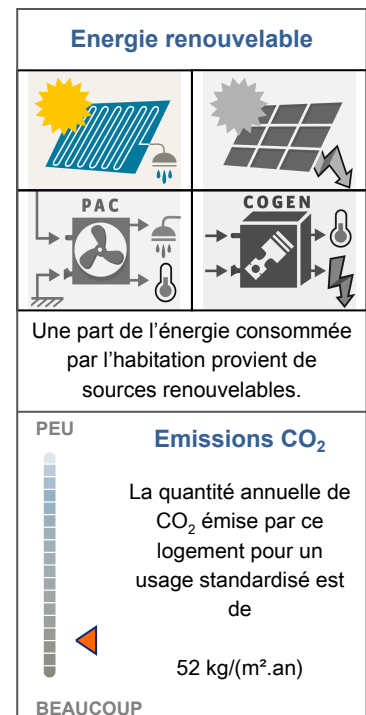 Energie renouvelable
PAC
COGEN
Une part de l'énergie consommée
par l'habitation provient de
sources renouvelables.
PEU
Emissions CO₂
La quantité annuelle de
CO₂ émise par ce
logement pour un
usage standardisé est
de
52 kg/(m².an)
BEAUCOUP